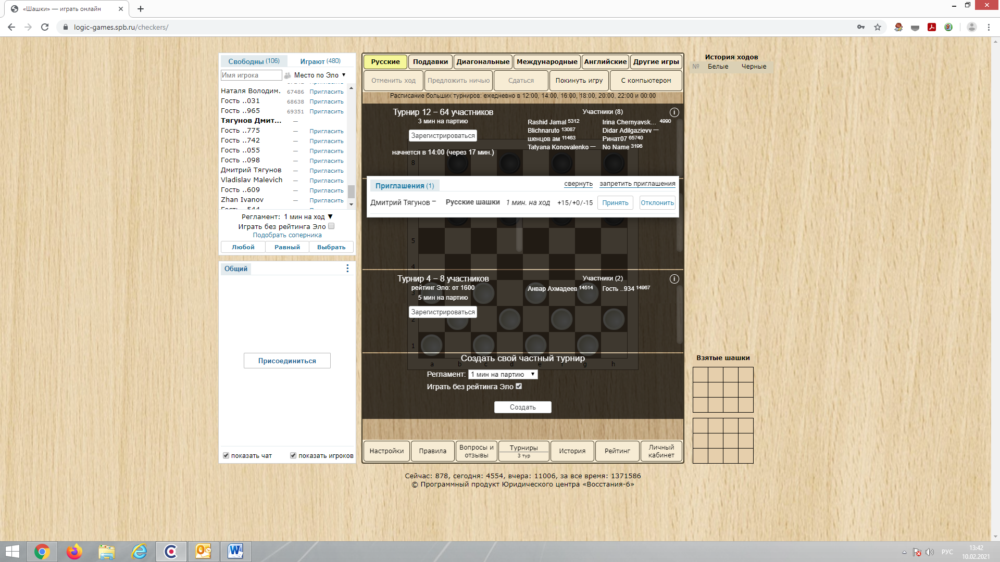 «Шашки» — играть онлайн
logic-games.spb.ru/checkers/
Свободны (106) Играют (480)
Имя игрока Место по Эло ▼
Наталя Володим. 67486 Пригласить
Гость ..031 68638 Пригласить
Гость ..965 69351 Пригласить
Тягунов Дмит... —
Гость ..775 — Пригласить
Гость ..742 — Пригласить
Гость ..055 — Пригласить
Гость ..098 — Пригласить
Дмитрий Тягунов — Пригласить
Vladislav Malevich — Пригласить
Гость ..609 — Пригласить
Zhan Ivanov — Пригласить
Регламент: 1 мин на ход ▼
Играть без рейтинга Эло
Подобрать соперника
Любой Равный Выбрать
Общий
Присоединиться
показать чат показать игроков
Русские Поддавки Диагональные Международные Английские Другие игры
Отменить ход Предложить ничью Сдаться Покинуть игру С компьютером
Расписание больших турниров: ежедневно в 12:00, 14:00, 16:00, 18:00, 20:00, 22:00 и 00:00
Турнир 12 – 64 участников
3 мин на партию
Зарегистрироваться
начнется в 14:00 (через 17 мин.)
Участники (8)
Rashid Jamal 5312 Irina Chernyavsk... 4990
Blichnaruto 13087 Didar Adilgazievv —
шенцов ам 11463 Ринат07 65740
Tatyana Konovalenko — No Name 3196
8
Приглашения (1) свернуть запретить приглашения
Дмитрий Тягунов — Русские шашки 1 мин. на ход +15/+0/-15 Принять Отклонить
5
4
Турнир 4 – 8 участников
рейтинг Эло: от 1600
5 мин на партию
Зарегистрироваться
Участники (2)
Анвар Ахмадеев 14514 Гость ..934 14967
3
2
1
Создать свой частный турнир
a b c d e f g h
Регламент: 1 мин на партию ▼
Играть без рейтинга Эло
Создать
Настройки Правила Вопросы и отзывы Турниры 3 тур История Рейтинг Личный кабинет
Сейчас: 878, сегодня: 4554, вчера: 11006, за все время: 1371586
© Программный продукт Юридического центра «Восстания-6»
История ходов
№ Белые Черные
Взятые шашки
РУС
13:42
10.02.2021